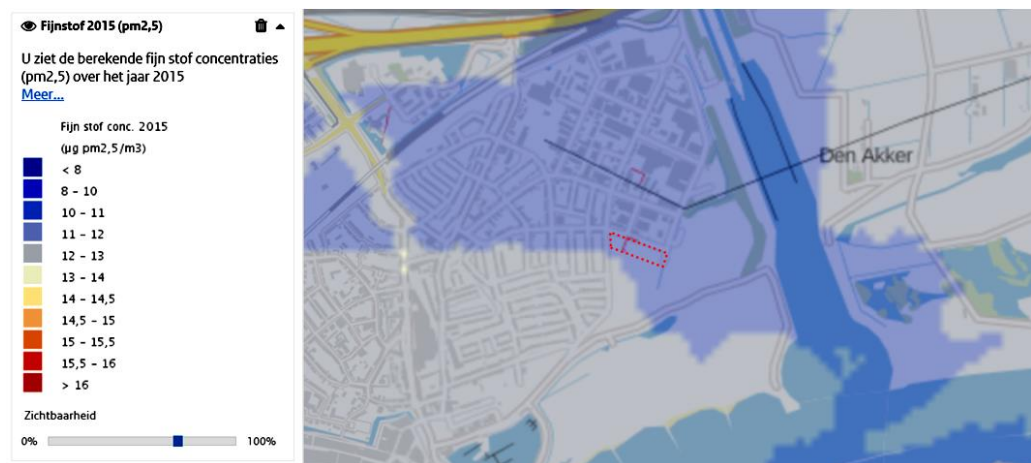 Fijnstof 2015 (pm2,5)
U ziet de berekende fijn stof concentraties
(pm2,5) over het jaar 2015
Meer...
Fijn stof conc. 2015
(µg pm2,5/m3)
< 8
8 - 10
10 - 11
11 - 12
12 - 13
13 - 14
14 - 14,5
14,5 - 15
15 - 15,5
15,5 - 16
> 16
Zichtbaarheid
0% 100%
Den Akker